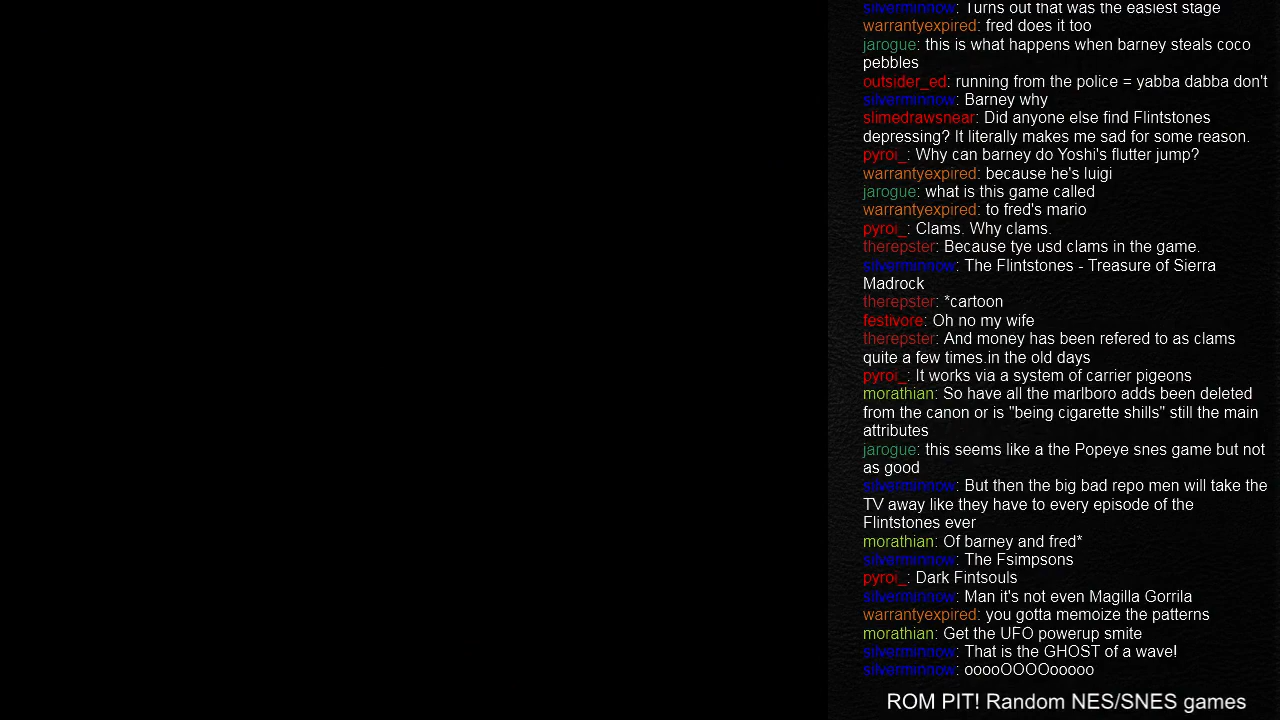 silverminnow: Turns out that was the easiest stage
warrantyexpired: fred does it too
jarogue: this is what happens when barney steals coco
pebbles
outsider_ed: running from the police = yabba dabba don't
silverminnow: Barney why
slimedrawsnear: Did anyone else find Flintstones
depressing? It literally makes me sad for some reason.
pyroi_: Why can barney do Yoshi's flutter jump?
warrantyexpired: because he's luigi
jarogue: what is this game called
warrantyexpired: to fred's mario
pyroi_: Clams. Why clams.
therepster: Because tye usd clams in the game.
silverminnow: The Flintstones - Treasure of Sierra
Madrock
therepster: *cartoon
festivore: Oh no my wife
therepster: And money has been refered to as clams
quite a few times.in the old days
pyroi_: It works via a system of carrier pigeons
morathian: So have all the marlboro adds been deleted
from the canon or is "being cigarette shills" still the main
attributes
jarogue: this seems like a the Popeye snes game but not
as good
silverminnow: But then the big bad repo men will take the
TV away like they have to every episode of the
Flintstones ever
morathian: Of barney and fred*
silverminnow: The Fsimpsons
pyroi_: Dark Fintsouls
silverminnow: Man it's not even Magilla Gorrila
warrantyexpired: you gotta memoize the patterns
morathian: Get the UFO powerup smite
silverminnow: That is the GHOST of a wave!
silverminnow: ooooOOOOooooo
ROM PIT! Random NES/SNES games